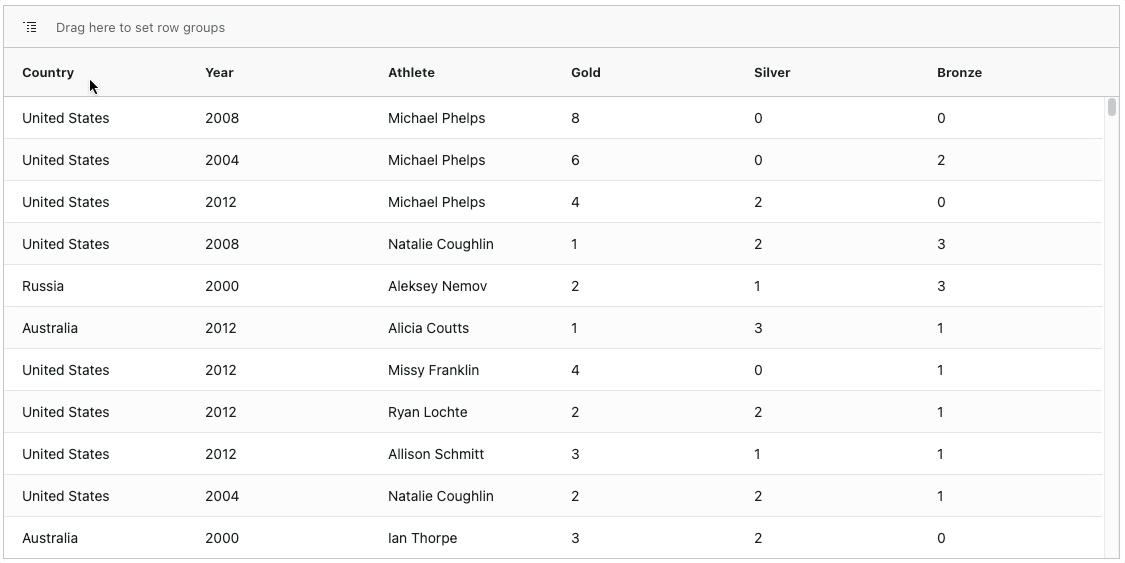 Drag here to set row groups
Country Year Athlete Gold Silver Bronze
United States 2008 Michael Phelps 8 0 0
United States 2004 Michael Phelps 6 0 2
United States 2012 Michael Phelps 4 2 0
United States 2008 Natalie Coughlin 1 2 3
Russia 2000 Aleksey Nemov 2 1 3
Australia 2012 Alicia Coutts 1 3 1
United States 2012 Missy Franklin 4 0 1
United States 2012 Ryan Lochte 2 2 1
United States 2012 Allison Schmitt 3 1 1
United States 2004 Natalie Coughlin 2 2 1
Australia 2000 Ian Thorpe 3 2 0